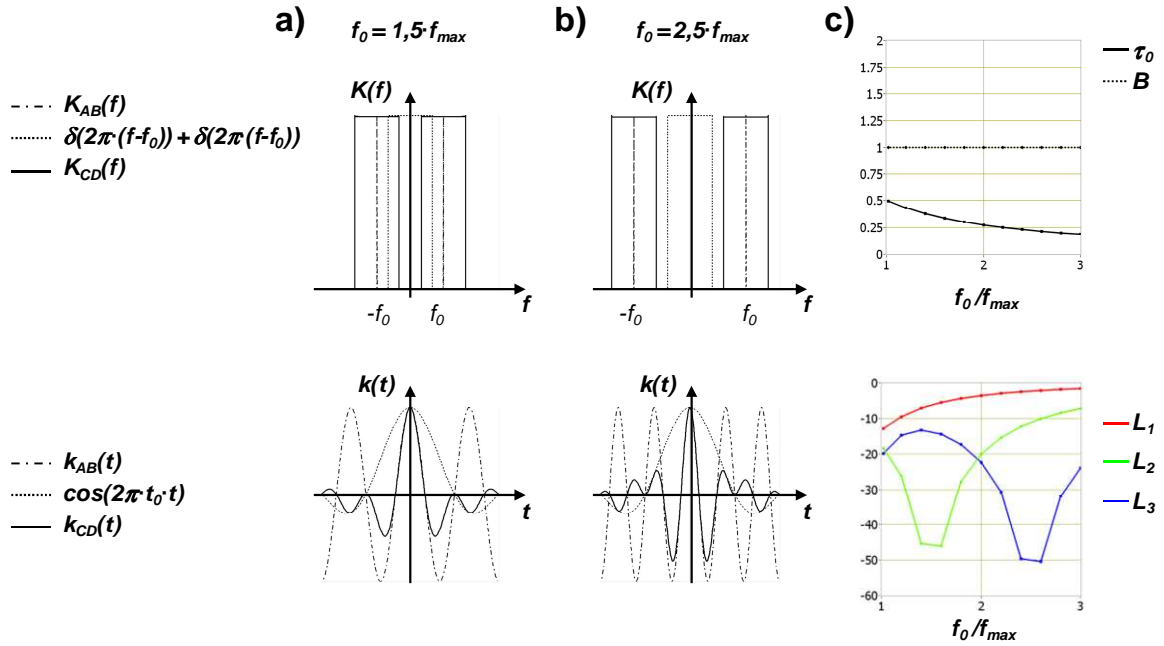 a)
f0 = 1,5·fmax
b)
f0 = 2,5·fmax
c)
KAB(f)
δ(2π·(f-f0)) + δ(2π·(f-f0))
KCD(f)
K(f)
f
-f0
f0
K(f)
f
-f0
f0
2
1.75
1.5
1.25
1
0.75
0.5
0.25
0
1
2
3
f0 /fmax
τ0
B
kAB(t)
cos(2π·t0·t)
kCD(t)
k(t)
t
k(t)
t
0
-10
-20
-30
-40
-50
-60
1
2
3
f0 /fmax
L1
L2
L3